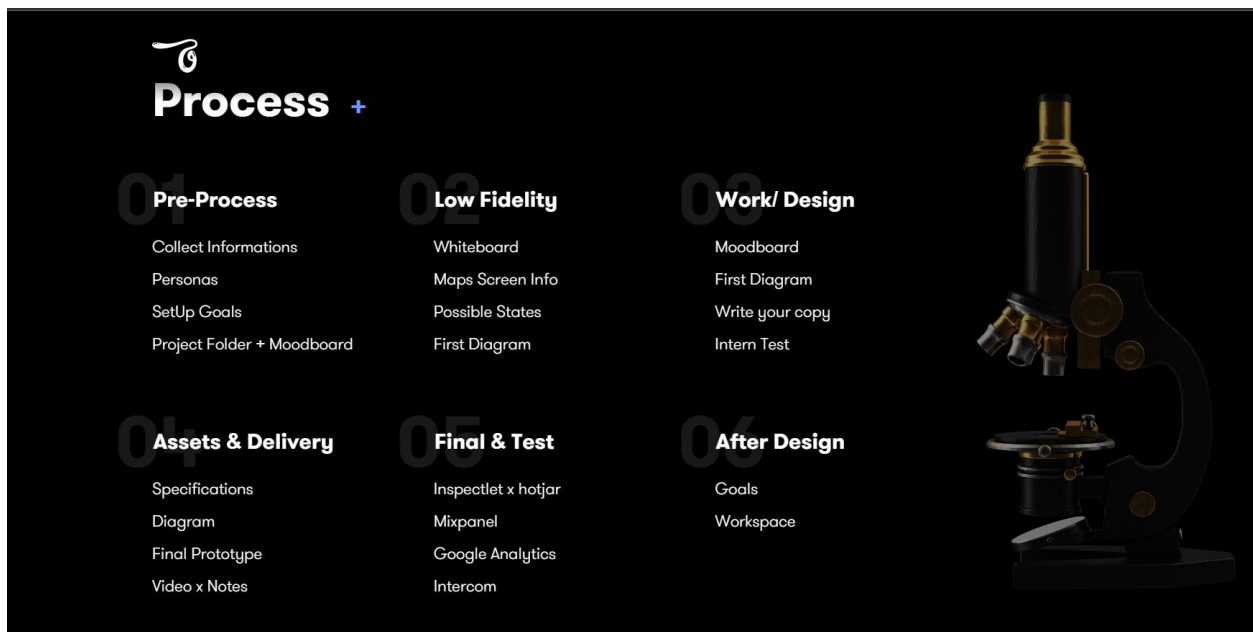 Process +
01
Pre-Process
Collect Informations
Personas
SetUp Goals
Project Folder + Moodboard
02
Low Fidelity
Whiteboard
Maps Screen Info
Possible States
First Diagram
03
Work/ Design
Moodboard
First Diagram
Write your copy
Intern Test
04
Assets & Delivery
Specifications
Diagram
Final Prototype
Video x Notes
05
Final & Test
Inspectlet x hotjar
Mixpanel
Google Analytics
Intercom
06
After Design
Goals
Workspace